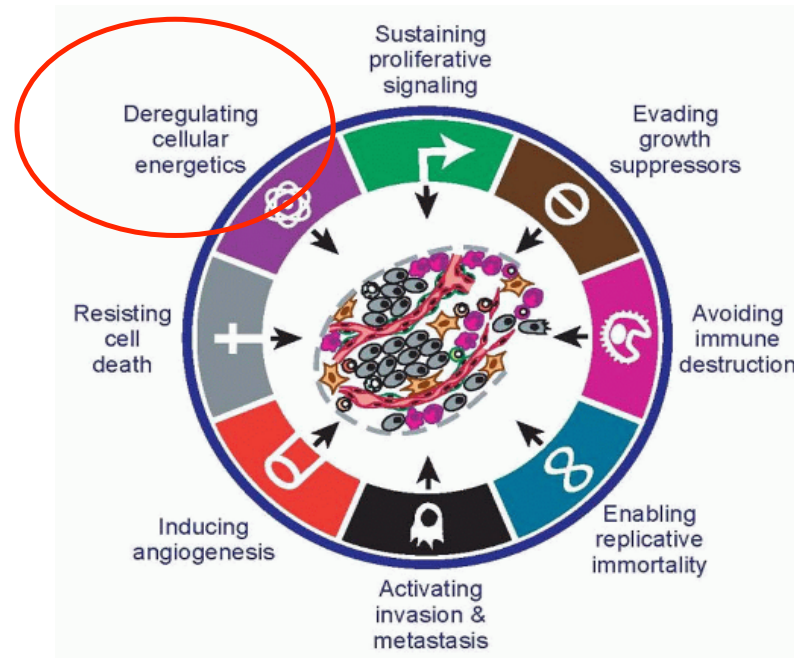 Sustaining
proliferative
signaling
Deregulating
cellular
energetics
Evading
growth
suppressors
Resisting
cell
death
Avoiding
immune
destruction
Inducing
angiogenesis
Enabling
replicative
immortality
Activating
invasion &
metastasis